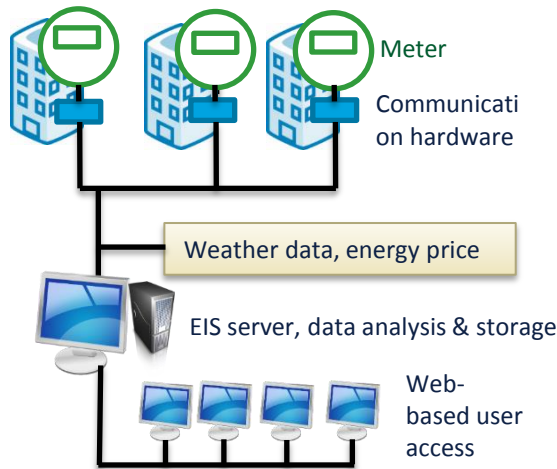 Meter
Communicati
on hardware
Weather data, energy price
EIS server, data analysis & storage
Web-
based user
access